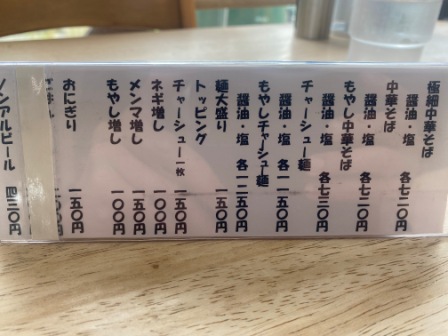 極細中華そば
醤油・塩 各七二〇円
中華そば
醤油・塩 各七二〇円
もやし中華そば
醤油・塩 各七七〇円
チャーシュー麺
醤油・塩 各一一五〇円
もやしチャーシュー麺
醤油・塩 各一二五〇円
麺大盛り 一五〇円
トッピング
チャーシュー一枚 一五〇円
ネギ増し 一〇〇円
メンマ増し 一〇〇円
もやし増し 一〇〇円
おにぎり 一五〇円
ノンアルビール 四三〇円